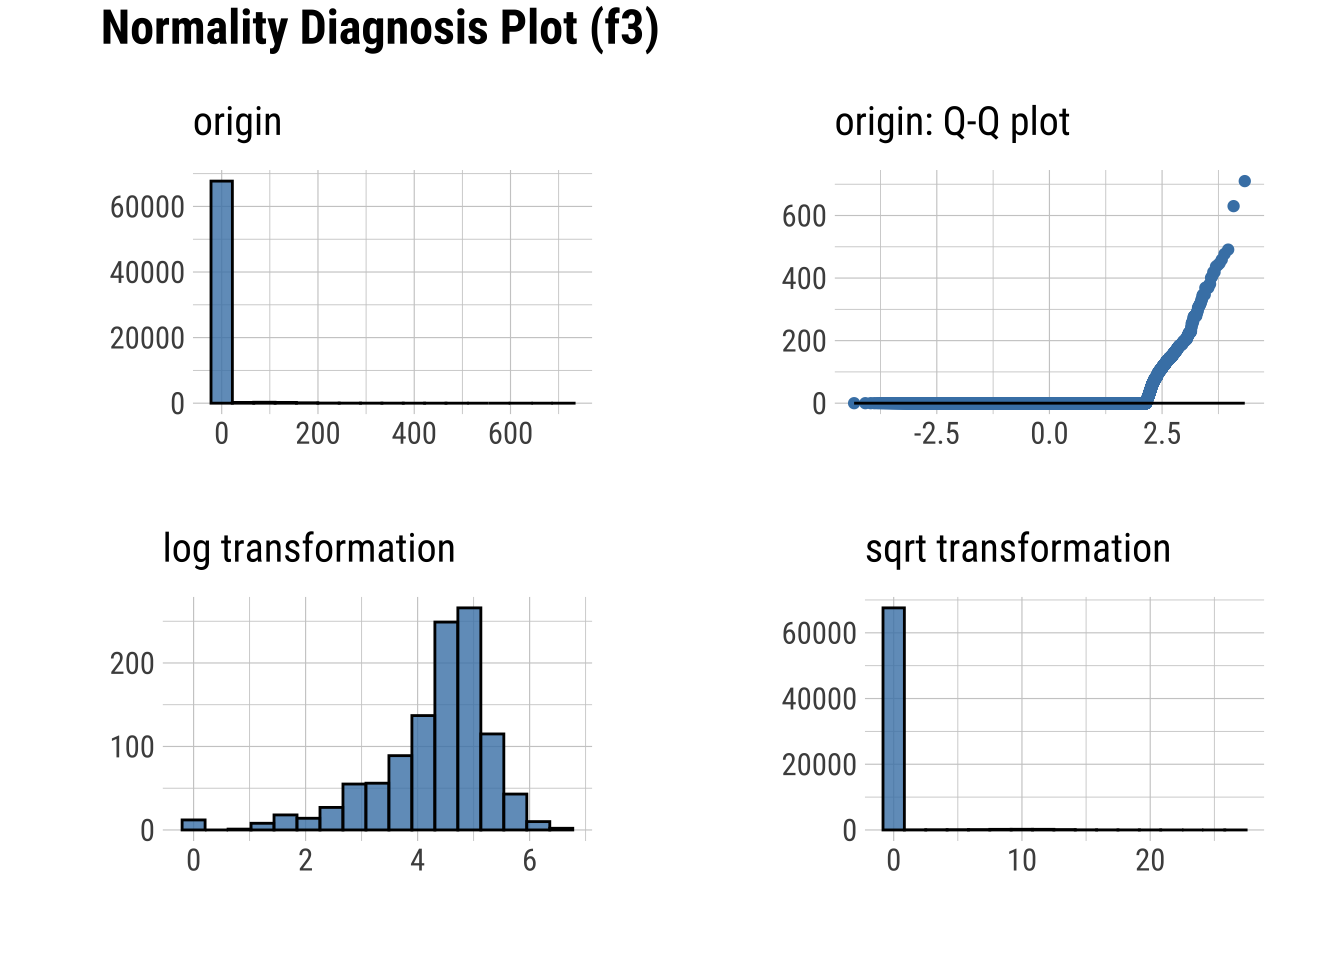 Normality Diagnosis Plot (f3)
origin
60000
40000
20000
0
0 200 400 600
origin: Q-Q plot
600
400
200
0
-2.5 0.0 2.5
log transformation
200
100
0
0 2 4 6
sqrt transformation
60000
40000
20000
0
0 10 20